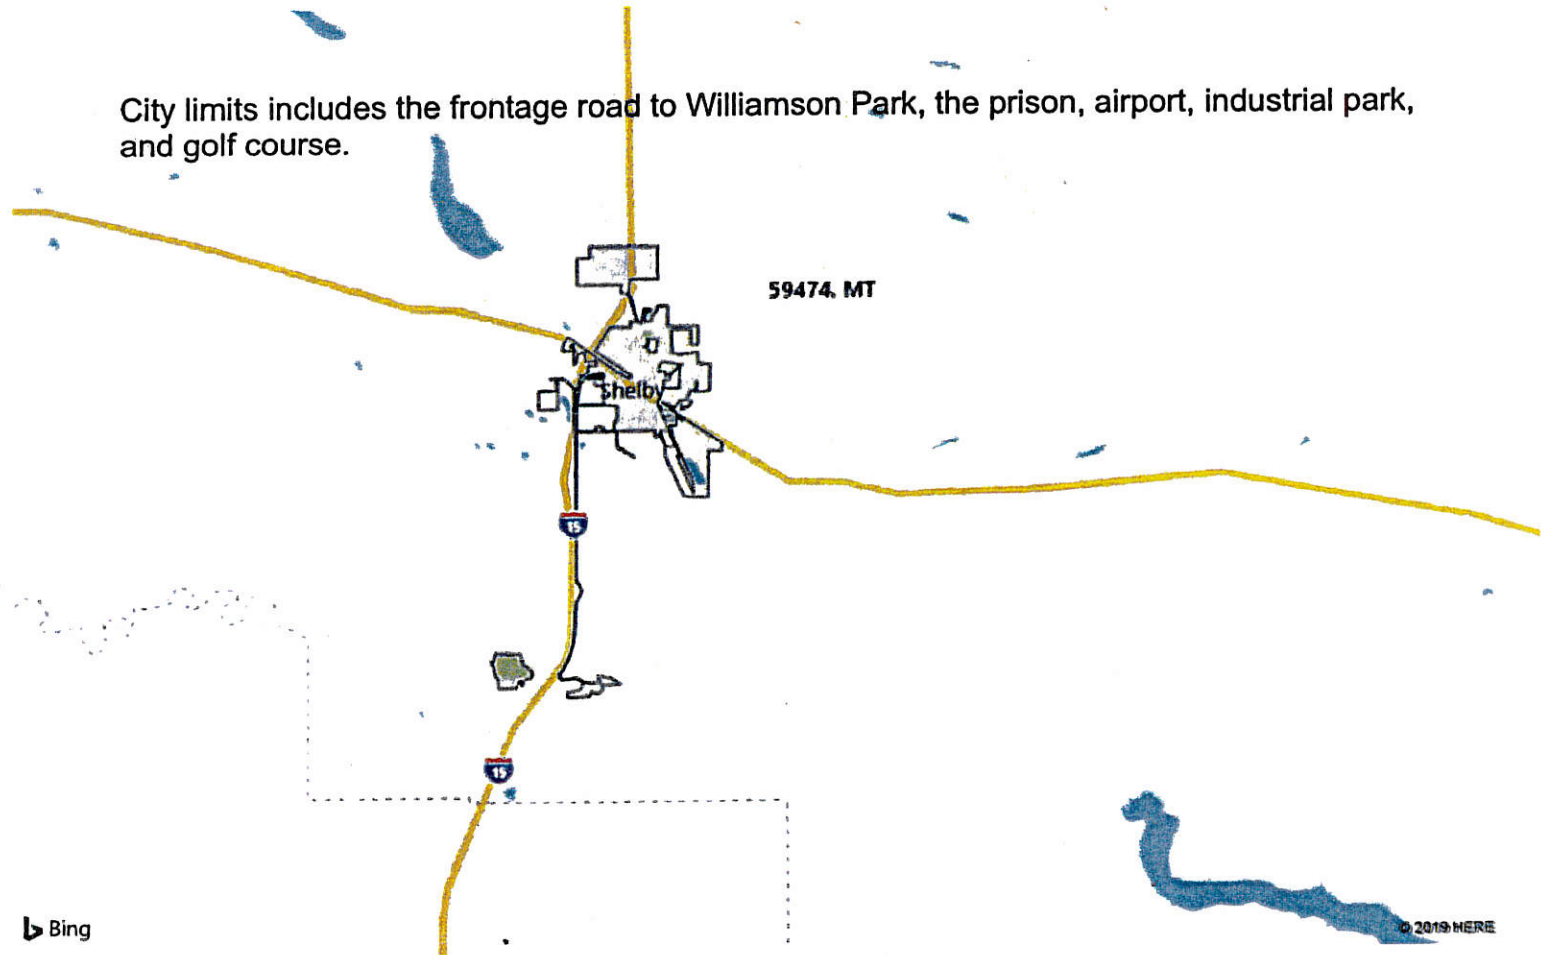 City limits includes the frontage road to Williamson Park, the prison, airport, industrial park,
and golf course.
59474, MT
Shelby
15
15
Bing
© 2019 HERE